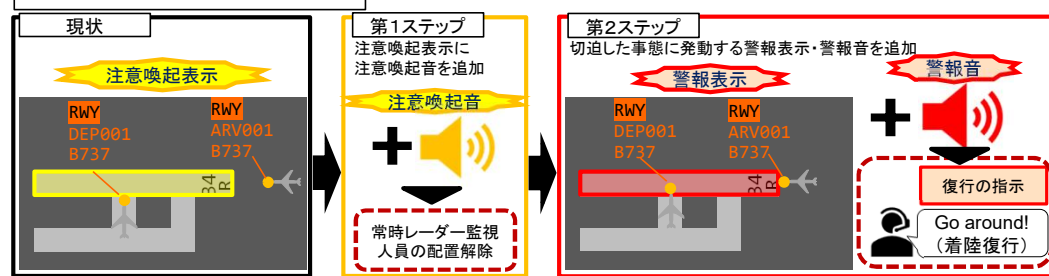 現状
注意喚起表示
RWY
DEP001
B737
RWY
ARV001
B737
34
R
第1ステップ
注意喚起表示に
注意喚起音を追加
注意喚起音
常時レーダー監視
人員の配置解除
第2ステップ
切迫した事態に発動する警報表示・警報音を追加
警報表示
RWY
DEP001
B737
RWY
ARV001
B737
34
R
警報音
復行の指示
Go around!
（着陸復行）